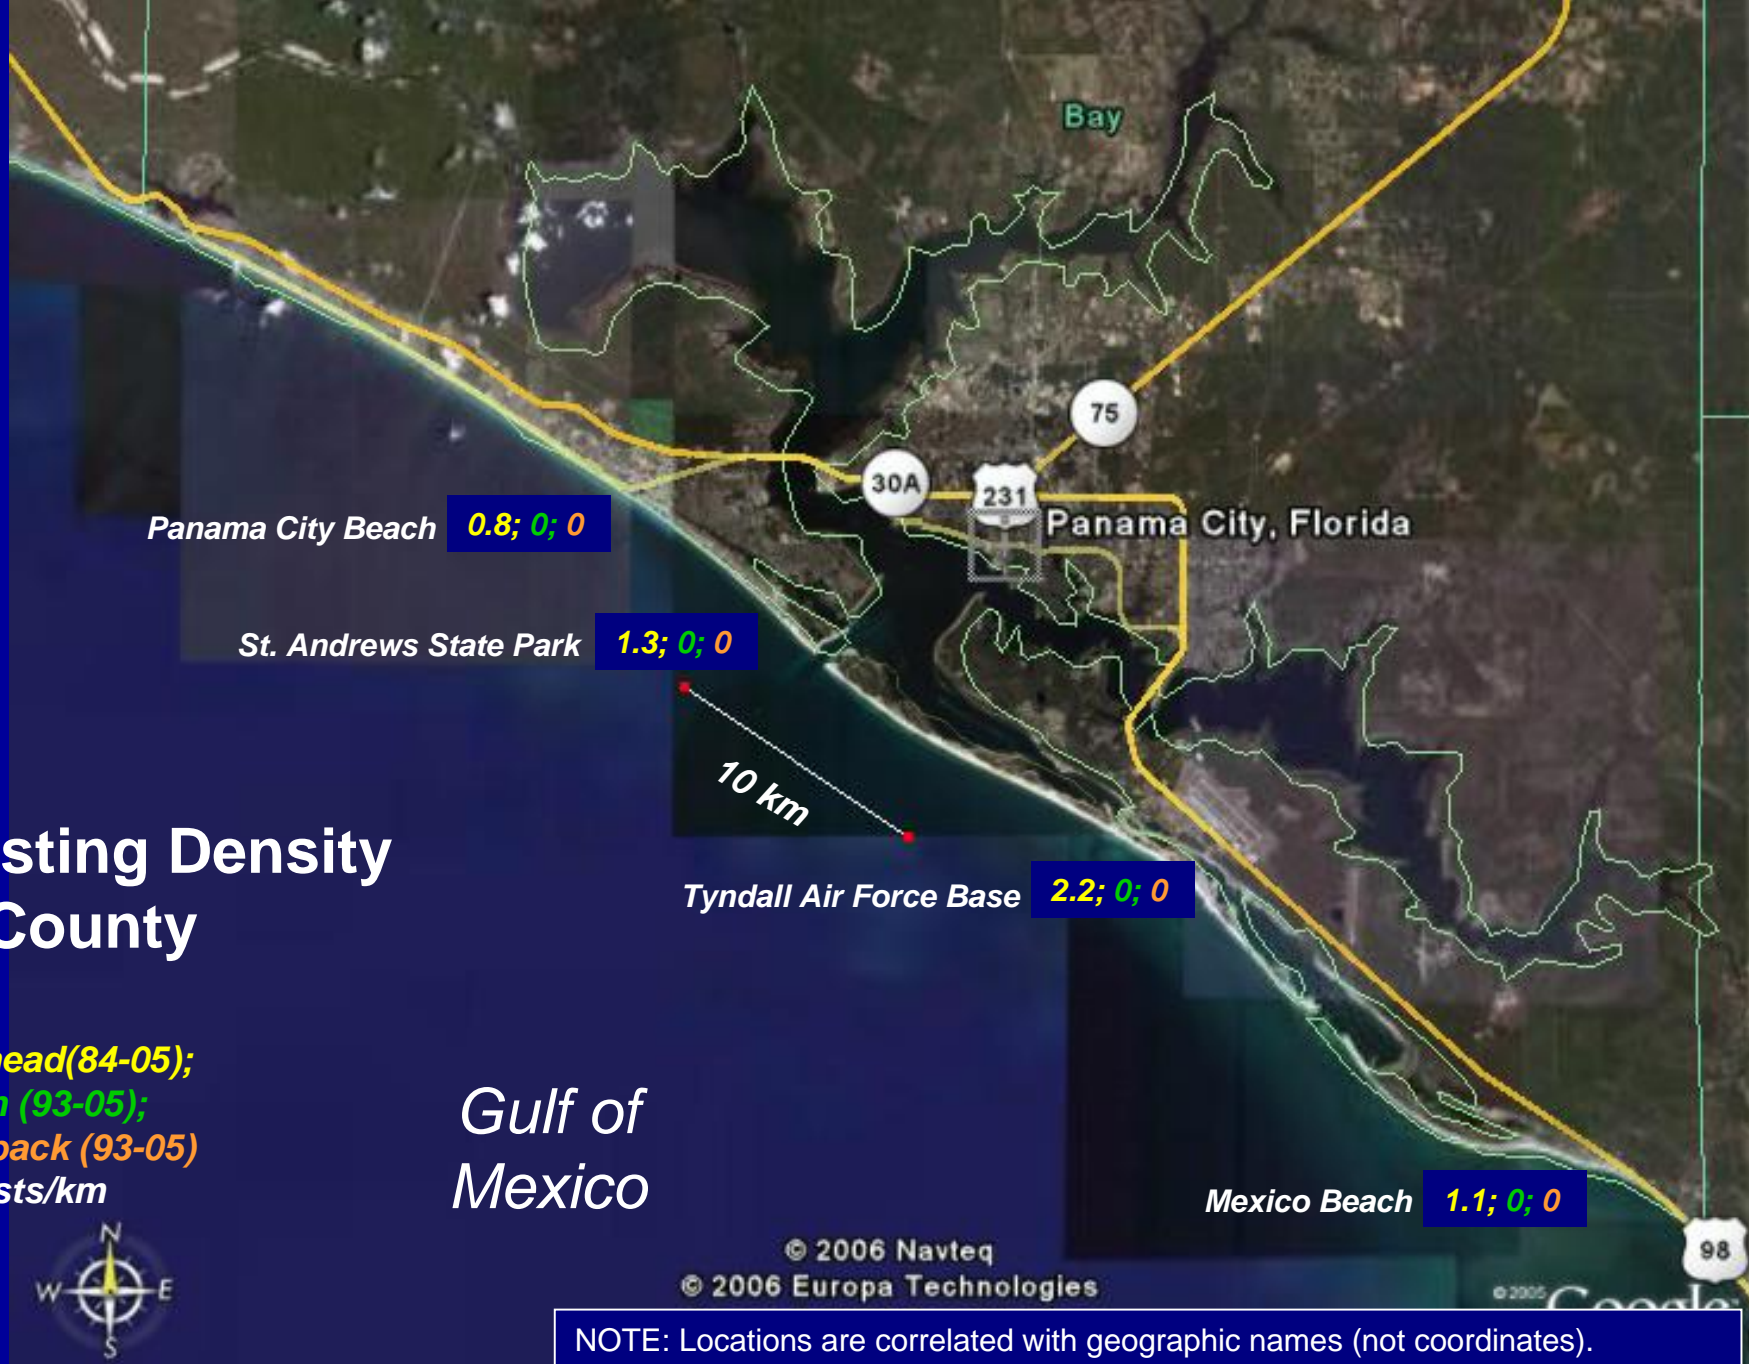 Bay
75
30A
231
Panama City, Florida
Panama City Beach 0.8; 0; 0
St. Andrews State Park 1.3; 0; 0
10 km
Tyndall Air Force Base 2.2; 0; 0
sting Density
County
ead(84-05);
(93-05);
back (93-05)
sts/km
Gulf of
Mexico
Mexico Beach 1.1; 0; 0
98
N
W E
S
© 2006 Navteq
© 2006 Europa Technologies
©2005 Google
NOTE: Locations are correlated with geographic names (not coordinates).